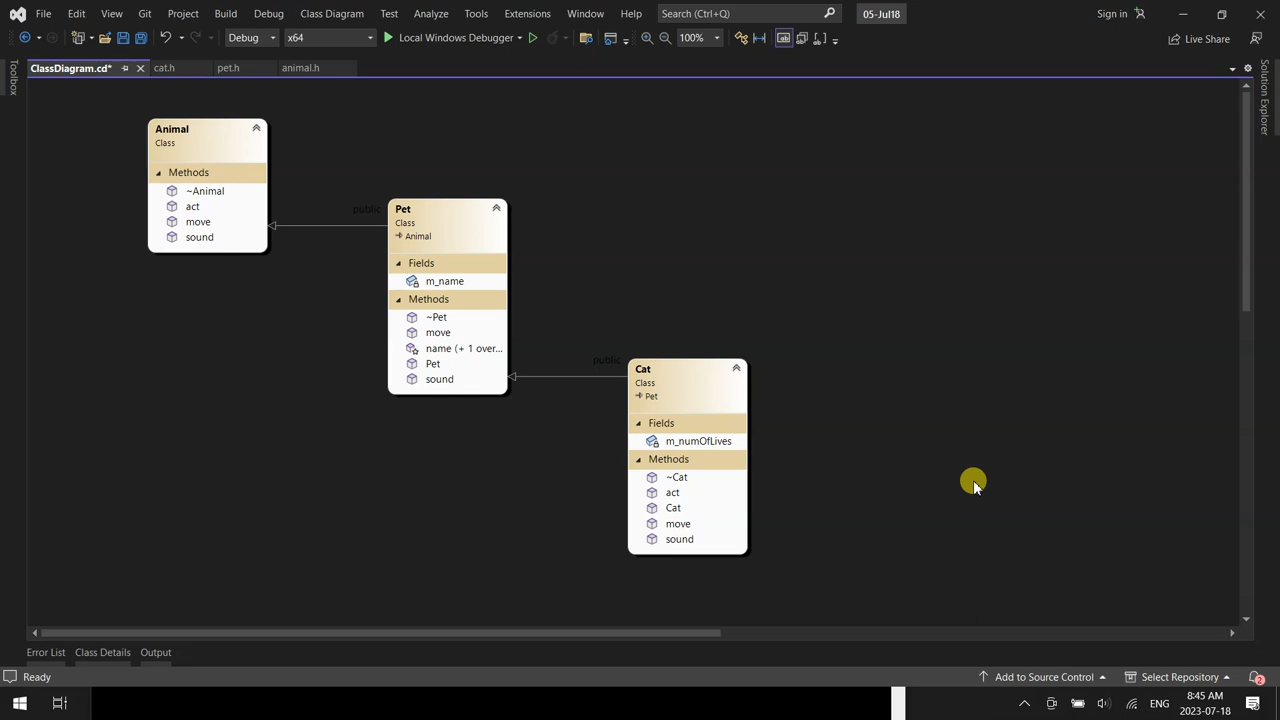 File Edit View Git Project Build Debug Class Diagram Test Analyze Tools Extensions Window Help Search (Ctrl+Q) 05-Jul18 Sign in
Debug x64 Local Windows Debugger 100% Live Share
ClassDiagram.cd* cat.h pet.h animal.h
Toolbox
Solution Explorer
Animal
Class
Methods
~Animal
act
move
sound
public
Pet
Class
Animal
Fields
m_name
Methods
~Pet
move
name (+ 1 over...
Pet
sound
public
Cat
Class
Pet
Fields
m_numOfLives
Methods
~Cat
act
Cat
move
sound
Error List Class Details Output
Ready Add to Source Control Select Repository 2
ENG 8:45 AM
2023-07-18